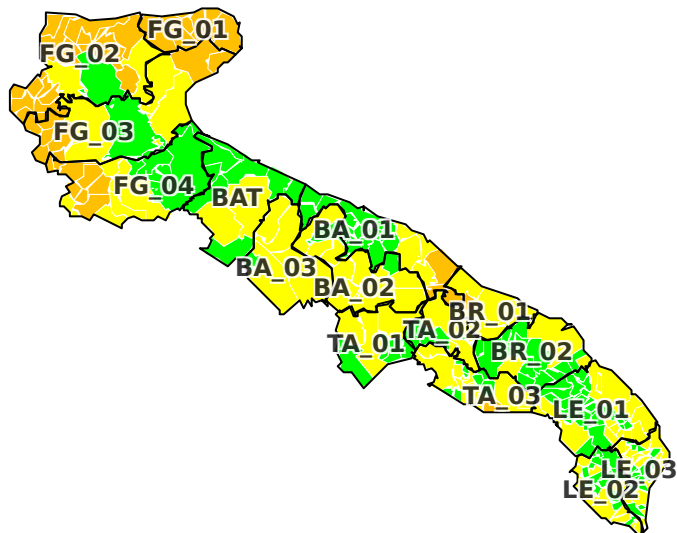 FG_01
FG_02
FG_03
FG_04
BAT
BA_01
BA_03
BA_02
BR_01
TA_02
TA_01
BR_02
TA_03
LE_01
LE_03
LE_02